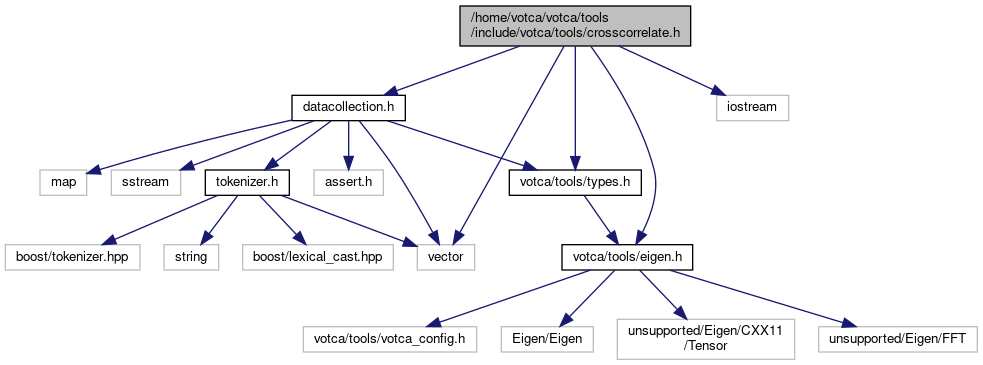 /home/votca/votca/tools
/include/votca/tools/crosscorrelate.h
datacollection.h
iostream
map
sstream
tokenizer.h
assert.h
votca/tools/types.h
boost/tokenizer.hpp
string
boost/lexical_cast.hpp
vector
votca/tools/eigen.h
votca/tools/votca_config.h
Eigen/Eigen
unsupported/Eigen/CXX11
/Tensor
unsupported/Eigen/FFT